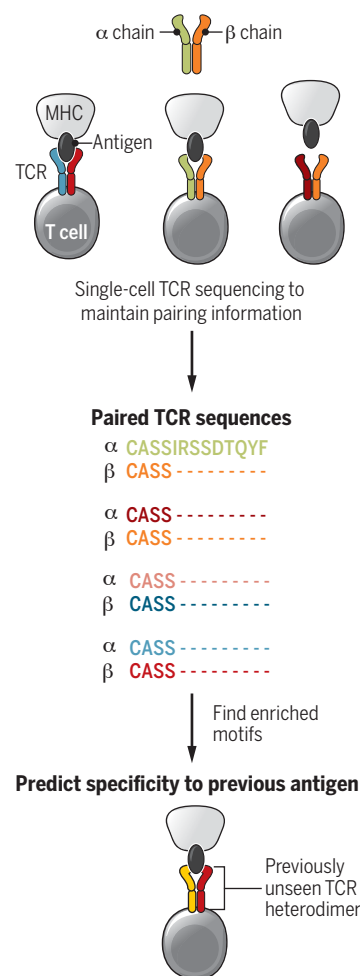 α chain
β chain
MHC
Antigen
TCR
T cell
Single-cell TCR sequencing to
maintain pairing information
Paired TCR sequences
α CASSIRSSDTQYF
β CASS---------
α CASS---------
β CASS---------
α CASS---------
β CASS---------
α CASS---------
β CASS---------
Find enriched
motifs
Predict specificity to previous antigen
Previously
unseen TCR
heterodimer